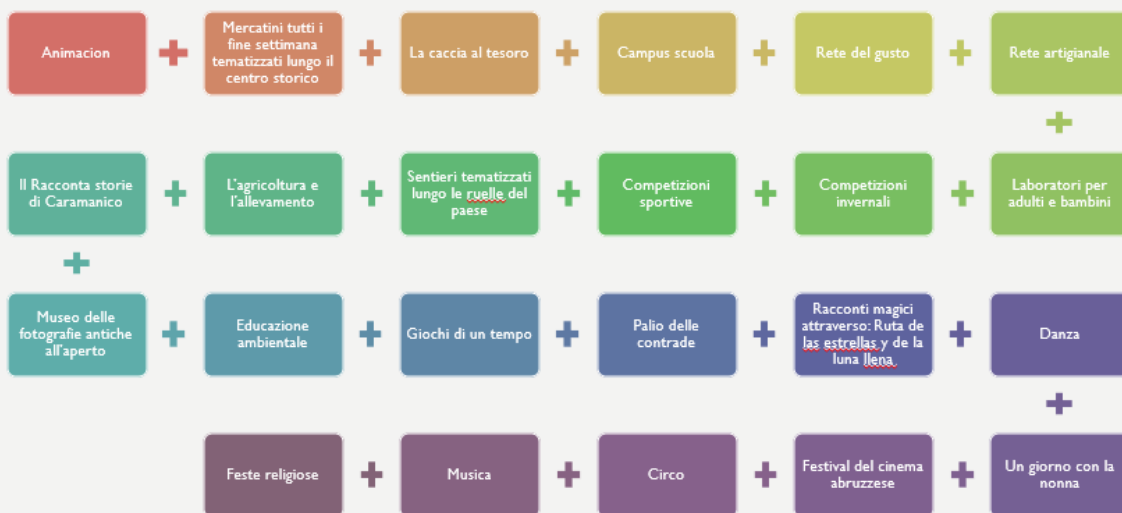 Animacion
Mercatini tutti i
fine settimana
tematizzati lungo il
centro storico
La caccia al tesoro
Campus scuola
Rete del gusto
Rete artigianale
Il Racconta storie
di Caramanico
L'agricoltura e
l'allevamento
Sentieri tematizzati
lungo le ruelle del
paese
Competizioni
sportive
Competizioni
invernali
Laboratori per
adulti e bambini
Museo delle
fotografie antiche
all'aperto
Educazione
ambientale
Giochi di un tempo
Palio delle
contrade
Racconti magici
attraverso: Ruta de
las estrellas y de la
luna llena
Danza
Feste religiose
Musica
Circo
Festival del cinema
abruzzese
Un giorno con la
nonna